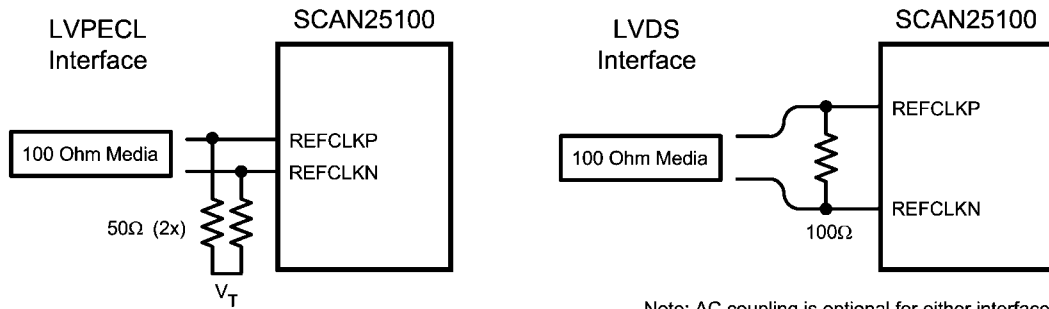 LVPECL
Interface
SCAN25100
100 Ohm Media
REFCLKP
REFCLKN
50Ω (2x)
VT
LVDS
Interface
SCAN25100
100 Ohm Media
REFCLKP
REFCLKN
100Ω
Note: AC coupling is optional for either interface